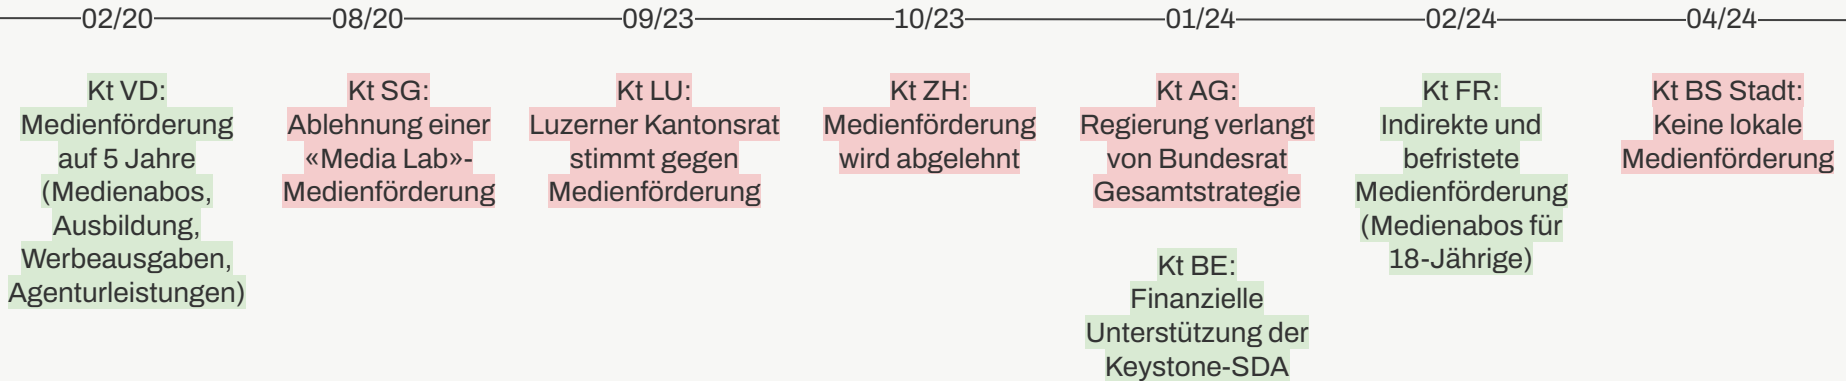 02/20
08/20
09/23
10/23
01/24
02/24
04/24
Kt VD:
Medienförderung
auf 5 Jahre
(Medienabos,
Ausbildung,
Werbeausgaben,
Agenturleistungen)
Kt SG:
Ablehnung einer
«Media Lab»-
Medienförderung
Kt LU:
Luzerner Kantonsrat
stimmt gegen
Medienförderung
Kt ZH:
Medienförderung
wird abgelehnt
Kt AG:
Regierung verlangt
von Bundesrat
Gesamtstrategie
Kt BE:
Finanzielle
Unterstützung der
Keystone-SDA
Kt FR:
Indirekte und
befristete
Medienförderung
(Medienabos für
18-Jährige)
Kt BS Stadt:
Keine lokale
Medienförderung